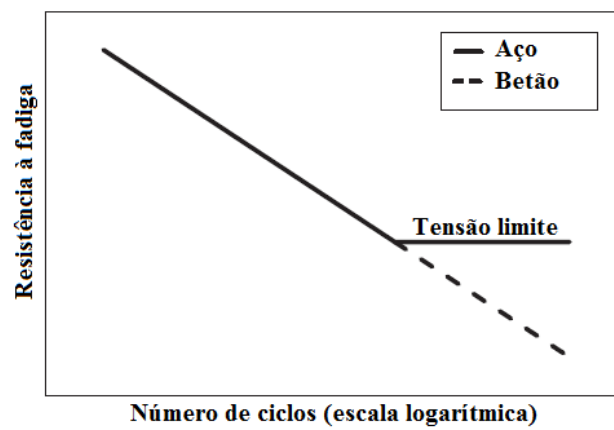 Aço
Betão
Resistência à fadiga
Tensão limite
Número de ciclos (escala logarítmica)